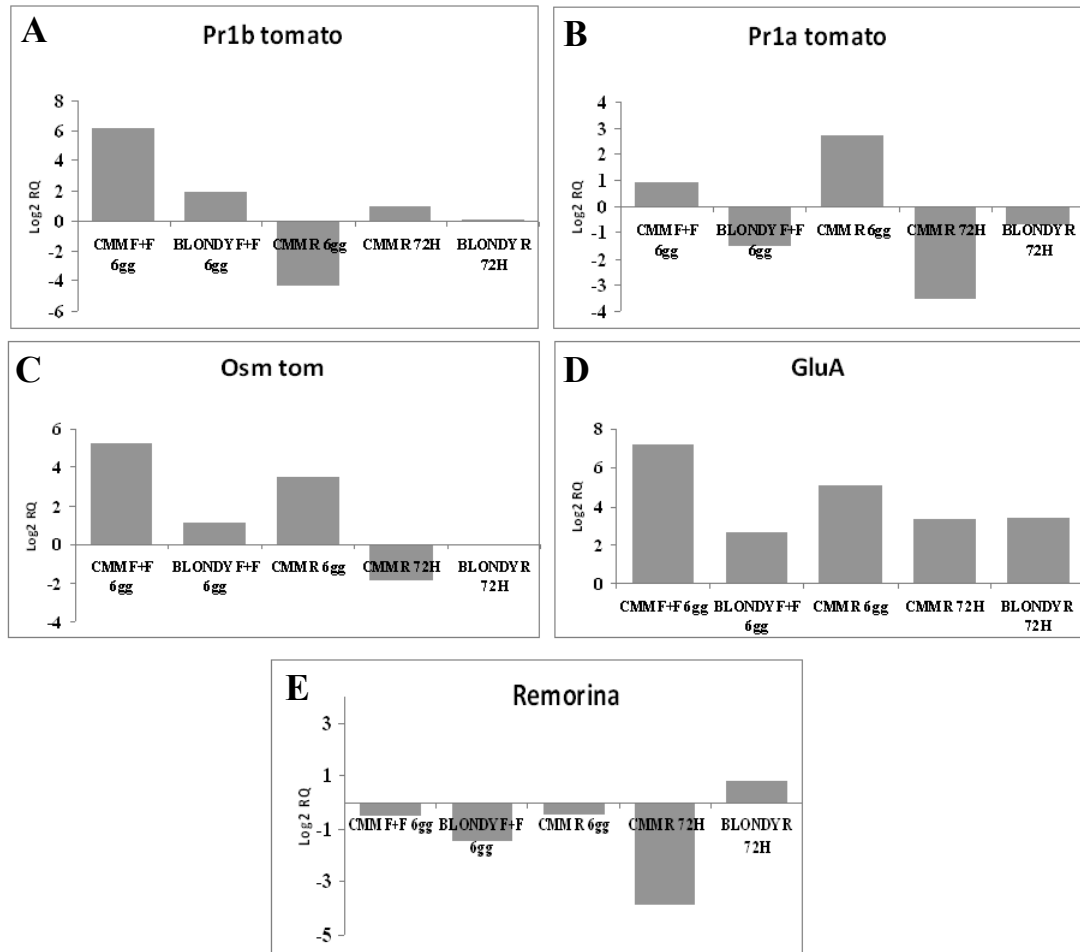 A
Pr1b tomato
8
6
4
2
0
-2
-4
-6
Log2 RQ
CMM F+F
6gg
BLONDY F+F
6gg
CMM R 6gg
CMM R 72H
BLONDY R
72H
B
Pr1a tomato
4
3
2
1
0
-1
-2
-3
-4
Log2 RQ
CMM F+F
6gg
BLONDY F+F
6gg
CMM R 6gg
CMM R 72H
BLONDY R
72H
C
Osm tom
6
4
2
0
-2
-4
Log2 RQ
CMM F+F
6gg
BLONDY F+F
6gg
CMM R 6gg
CMM R 72H
BLONDY R
72H
D
GluA
8
6
4
2
0
Log2 RQ
CMM F+F 6gg
BLONDY F+F
6gg
CMM R 6gg
CMM R 72H
BLONDY R
72H
E
Remorina
3
1
-1
-3
-5
Log2 RQ
CMM F+F 6gg
BLONDY F+F
6gg
CMM R 6gg
CMM R 72H
BLONDY R
72H